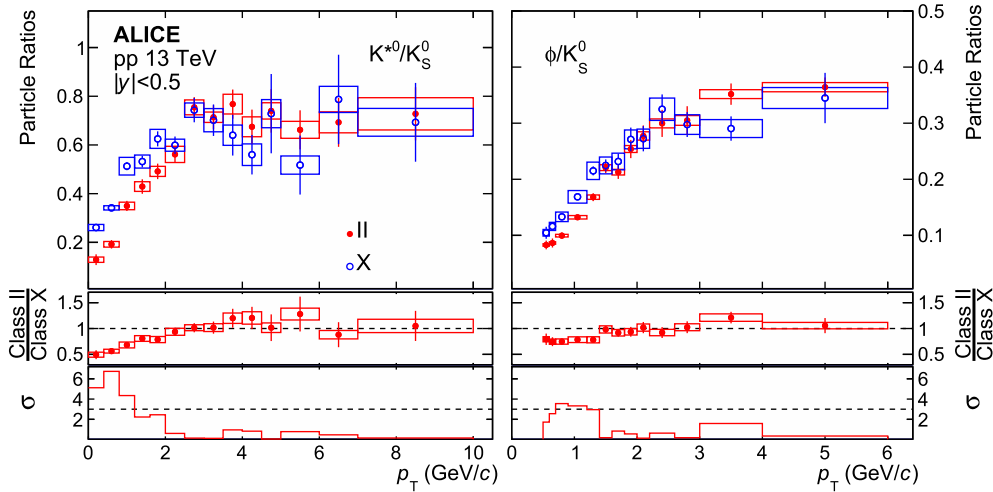 Particle Ratios
1
0.8
0.6
0.4
0.2
ALICE
pp 13 TeV
|y|<0.5
K*0/K0S
II
X
0.5
0.4
0.3
0.2
0.1
Particle Ratios
ϕ/K0S
Class II
Class X
1.5
1
0.5
1.5
1
0.5
Class II
Class X
σ
6
4
2
6
4
2
σ
0 2 4 6 8 10
pT (GeV/c)
0 1 2 3 4 5 6
pT (GeV/c)